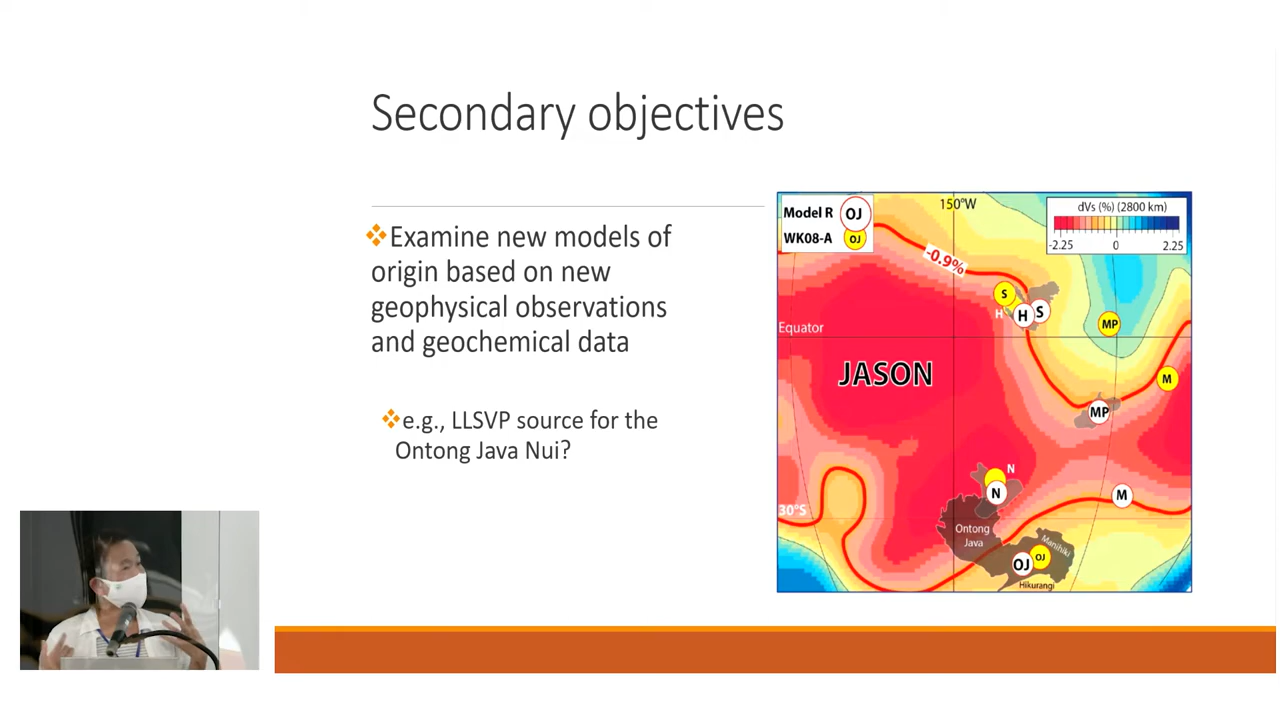 Secondary objectives
❖Examine new models of
origin based on new
geophysical observations
and geochemical data
❖e.g., LLSVP source for the
Ontong Java Nui?
Model R OJ
WK08-A OJ
150°W
dVs (%) (2800 km)
-2.25 0 2.25
-0.9%
S
H H S
MP
Equator
JASON
M
MP
N
N
M
30°S
Ontong
Java
Manihiki
OJ OJ
Hikurangi